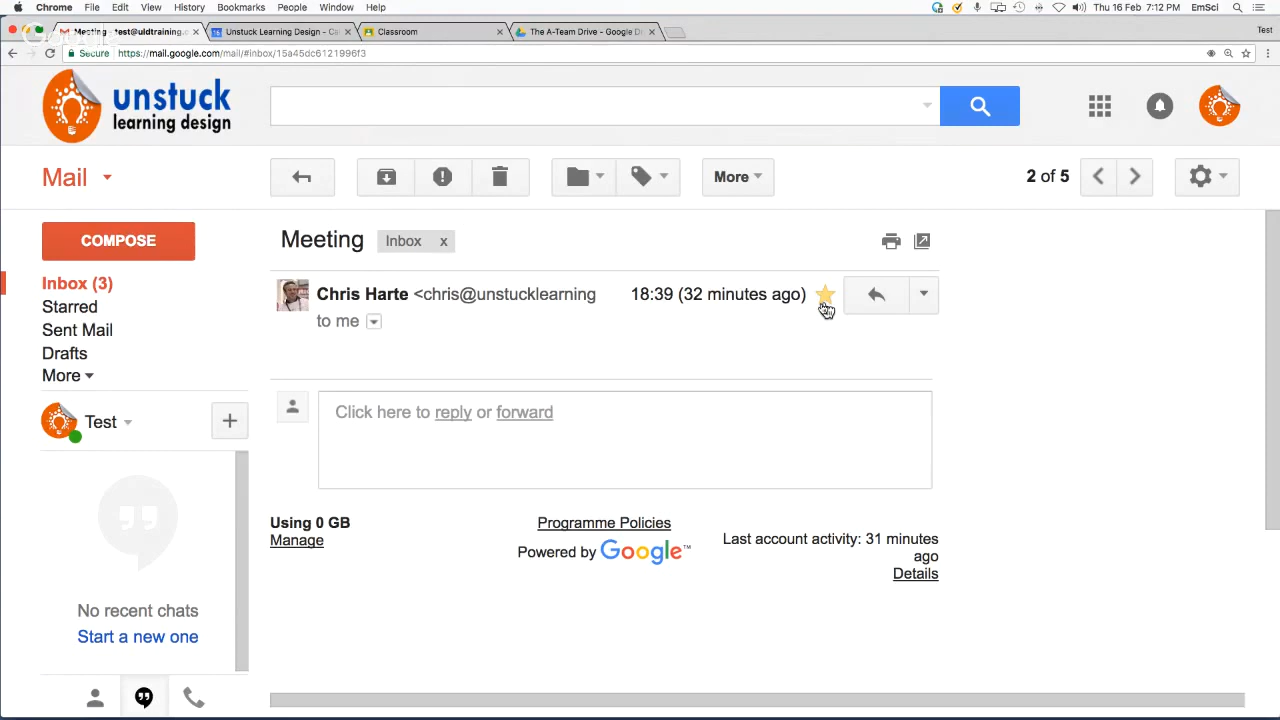 Chrome File Edit View History Bookmarks People Window Help Thu 16 Feb 7:12 PM EmSci
Meeting - test@uldtraining.c Unstuck Learning Design - Ca Classroom The A-Team Drive - Google Dr Test
Secure https://mail.google.com/mail/#inbox/15a45dc6121996f3
unstuck
learning design
Mail
More
2 of 5
COMPOSE
Inbox (3)
Starred
Sent Mail
Drafts
More
Test
No recent chats
Start a new one
Meeting Inbox x
Chris Harte <chris@unstucklearning 18:39 (32 minutes ago)
to me
Click here to reply or forward
Using 0 GB
Manage
Programme Policies
Powered by Google™
Last account activity: 31 minutes
ago
Details